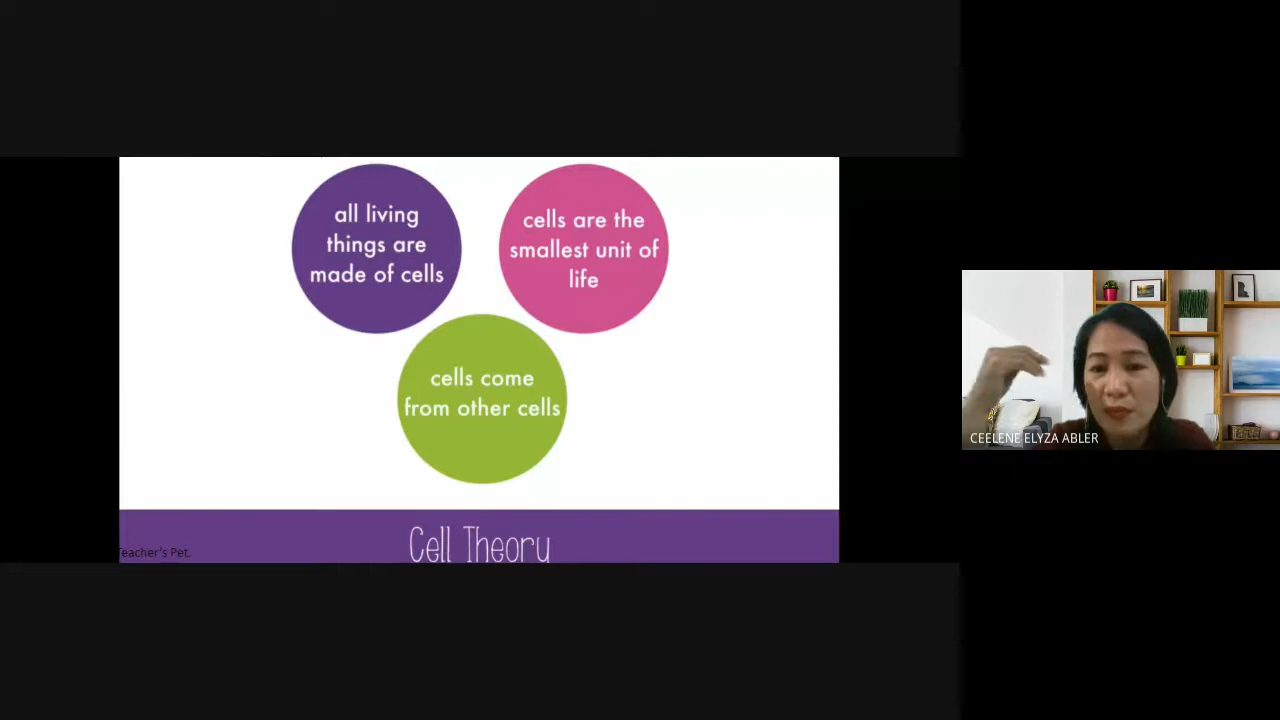 all living
things are
made of cells
cells are the
smallest unit of
life
cells come
from other cells
Cell Theory
Teacher's Pet.
CEELENE ELYZA ABLER